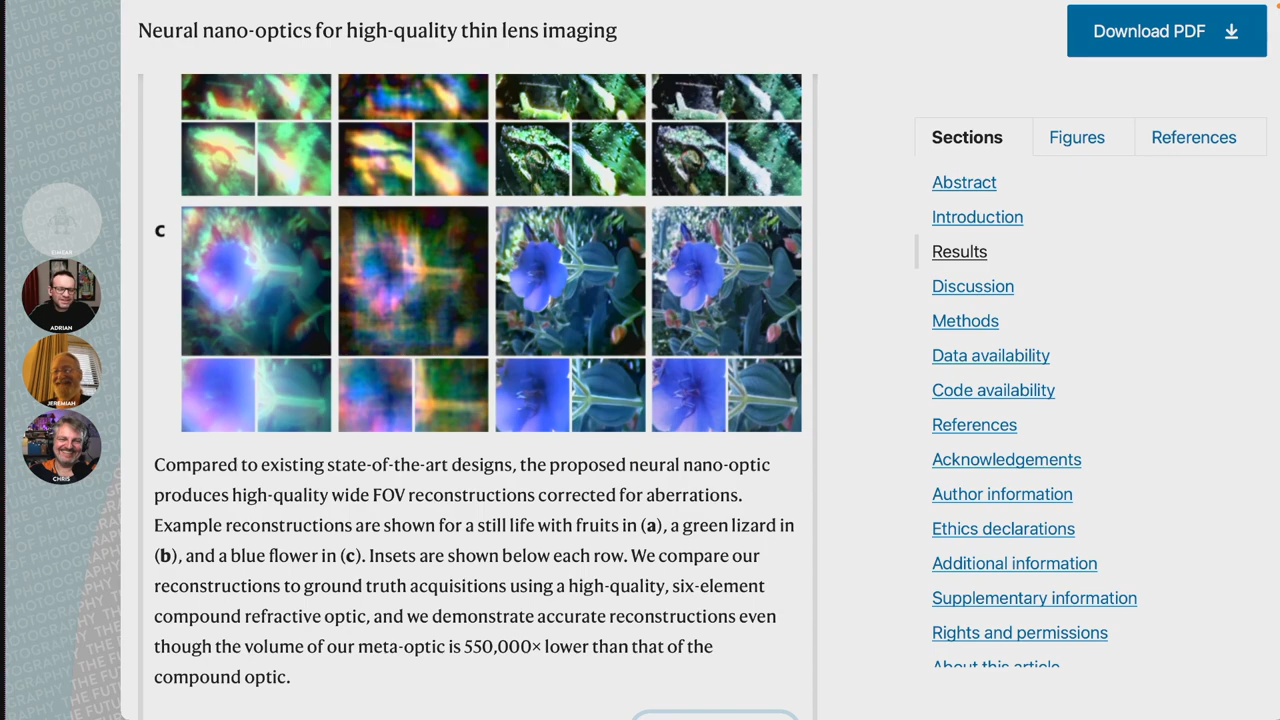 Neural nano-optics for high-quality thin lens imaging
Download PDF
c
Compared to existing state-of-the-art designs, the proposed neural nano-optic
produces high-quality wide FOV reconstructions corrected for aberrations.
Example reconstructions are shown for a still life with fruits in (a), a green lizard in
(b), and a blue flower in (c). Insets are shown below each row. We compare our
reconstructions to ground truth acquisitions using a high-quality, six-element
compound refractive optic, and we demonstrate accurate reconstructions even
though the volume of our meta-optic is 550,000× lower than that of the
compound optic.
Sections
Figures
References
Abstract
Introduction
Results
Discussion
Methods
Data availability
Code availability
References
Acknowledgements
Author information
Ethics declarations
Additional information
Supplementary information
Rights and permissions
About this article
ADRIAN
JEREMIAH
CHRIS